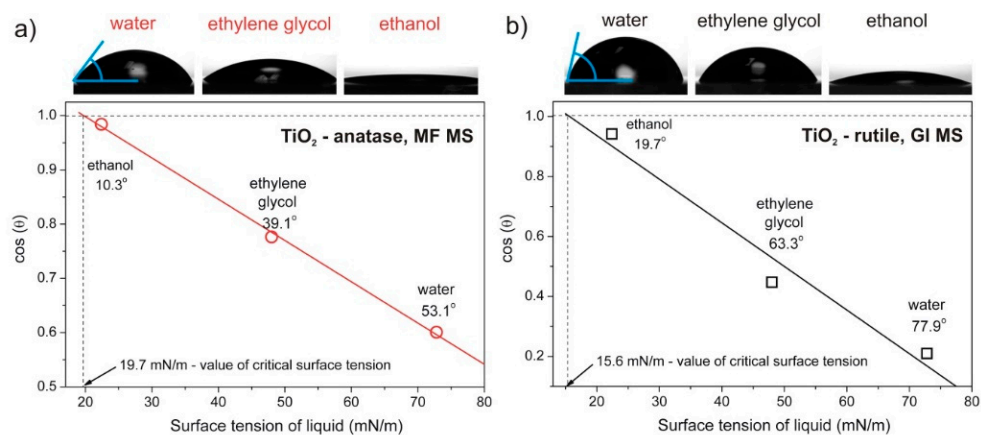 a)
water
ethylene glycol
ethanol
TiO₂ - anatase, MF MS
ethanol
10.3°
ethylene
glycol
39.1°
water
53.1°
19.7 mN/m - value of critical surface tension
cos (θ)
1.0
0.9
0.8
0.7
0.6
0.5
20 30 40 50 60 70 80
Surface tension of liquid (mN/m)
b)
water
ethylene glycol
ethanol
TiO₂ - rutile, GI MS
ethanol
19.7°
ethylene
glycol
63.3°
water
77.9°
15.6 mN/m - value of critical surface tension
cos (θ)
1.0
0.8
0.6
0.4
0.2
20 30 40 50 60 70 80
Surface tension of liquid (mN/m)